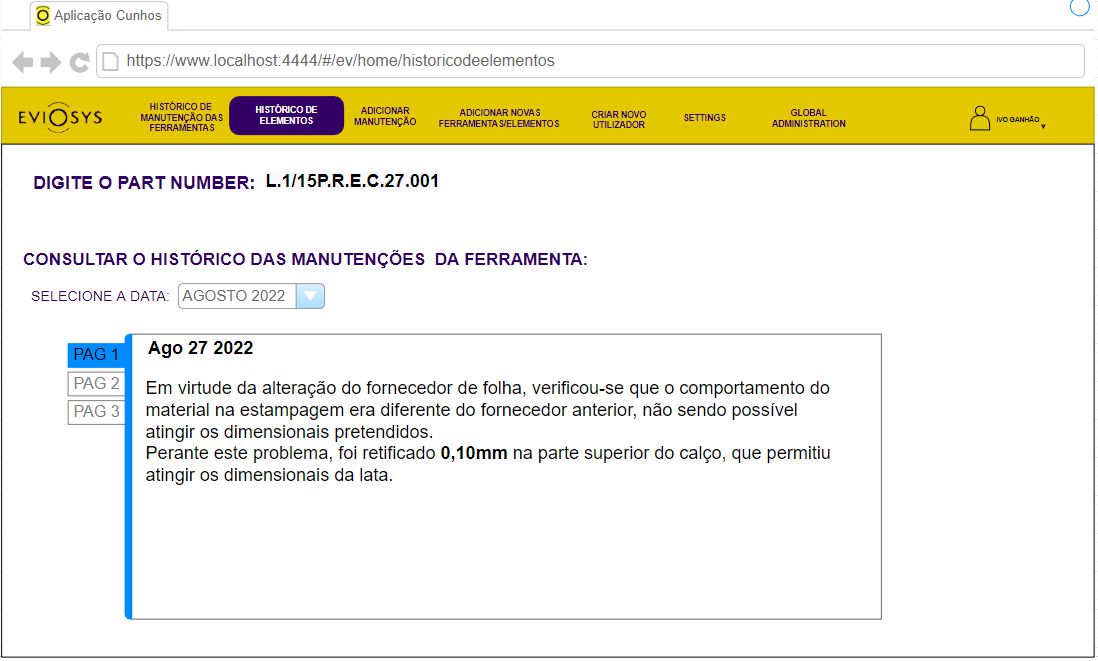 Aplicação Cunhos
https://www.localhost:4444/#/ev/home/historicodeelementos
EVIOSYS
HISTÓRICO DE
MANUTENÇÃO DAS
FERRAMENTAS
HISTÓRICO DE
ELEMENTOS
ADICIONAR
MANUTENÇÃO
ADICIONAR NOVAS
FERRAMENTAS/ELEMENTOS
CRIAR NOVO
UTILIZADOR
SETTINGS
GLOBAL
ADMINISTRATION
IVO GANHÃO
DIGITE O PART NUMBER: L.1/15P.R.E.C.27.001
CONSULTAR O HISTÓRICO DAS MANUTENÇÕES DA FERRAMENTA:
SELECIONE A DATA: AGOSTO 2022
PAG 1
PAG 2
PAG 3
Ago 27 2022
Em virtude da alteração do fornecedor de folha, verificou-se que o comportamento do
material na estampagem era diferente do fornecedor anterior, não sendo possível
atingir os dimensionais pretendidos.
Perante este problema, foi retificado 0,10mm na parte superior do calço, que permitiu
atingir os dimensionais da lata.